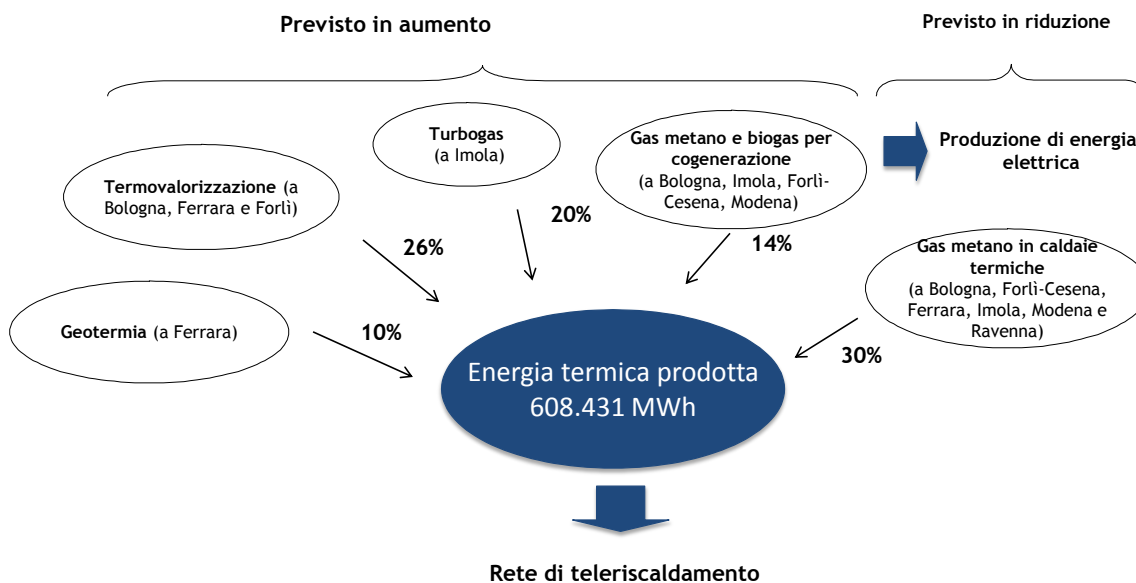 Previsto in aumento
Previsto in riduzione
Turbogas
(a Imola)
Gas metano e biogas per
cogenerazione
(a Bologna, Imola, Forlì-
Cesena, Modena)
Produzione di energia
elettrica
Termovalorizzazione (a
Bologna, Ferrara e Forlì)
20%
14%
26%
Gas metano in caldaie
termiche
(a Bologna, Forlì-Cesena,
Ferrara, Imola, Modena e
Ravenna)
Geotermia (a Ferrara)
10%
30%
Energia termica prodotta
608.431 MWh
Rete di teleriscaldamento